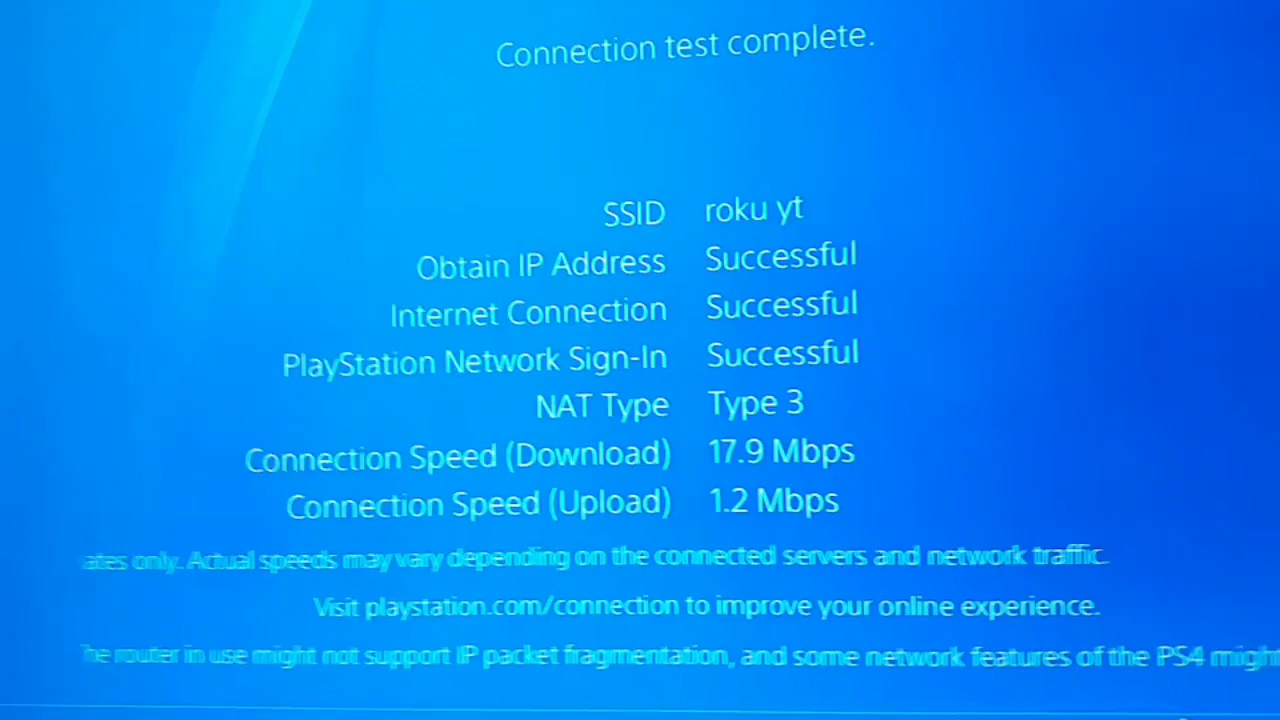 Connection test complete.
SSID roku yt
Obtain IP Address Successful
Internet Connection Successful
PlayStation Network Sign-In Successful
NAT Type Type 3
Connection Speed (Download) 17.9 Mbps
Connection Speed (Upload) 1.2 Mbps
ates only. Actual speeds may vary depending on the connected servers and network traffic.
Visit playstation.com/connection to improve your online experience.
The router in use might not support IP packet fragmentation, and some network features of the PS4 might